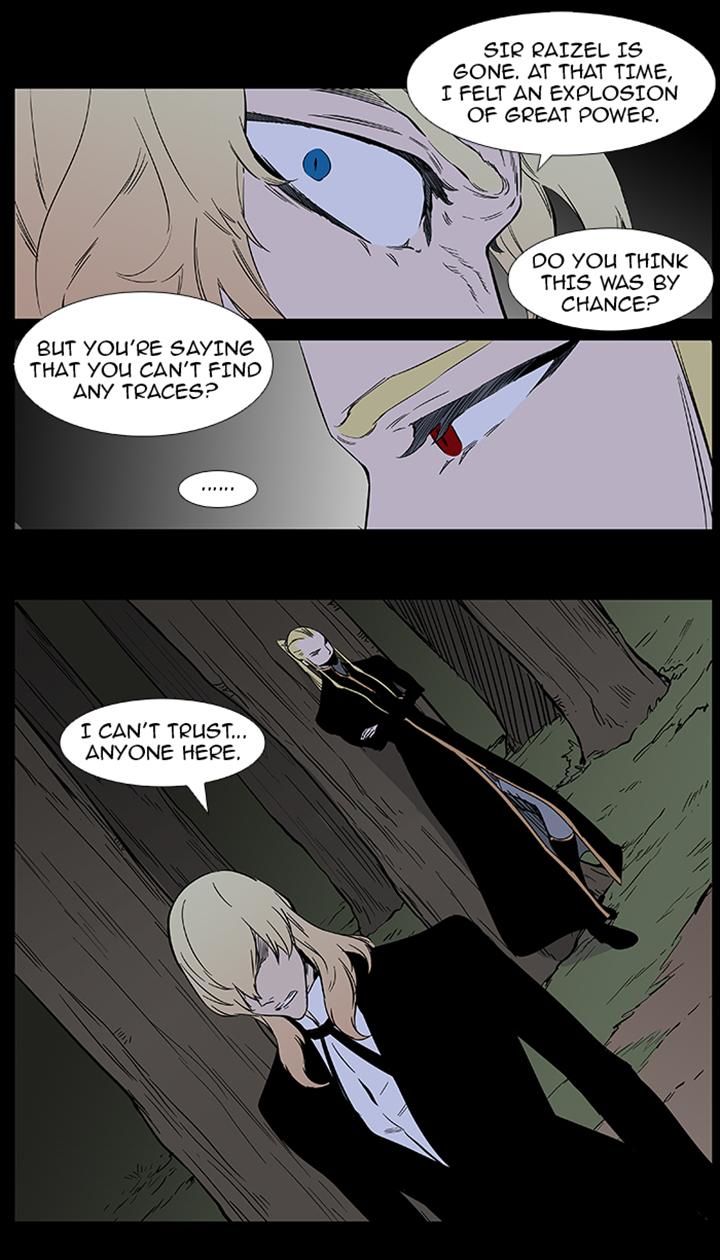 SIR RAIZEL IS
GONE. AT THAT TIME,
I FELT AN EXPLOSION
OF GREAT POWER.
DO YOU THINK
THIS WAS BY
CHANCE?
BUT YOU'RE SAYING
THAT YOU CAN'T FIND
ANY TRACES?
......
I CAN'T TRUST...
ANYONE HERE.